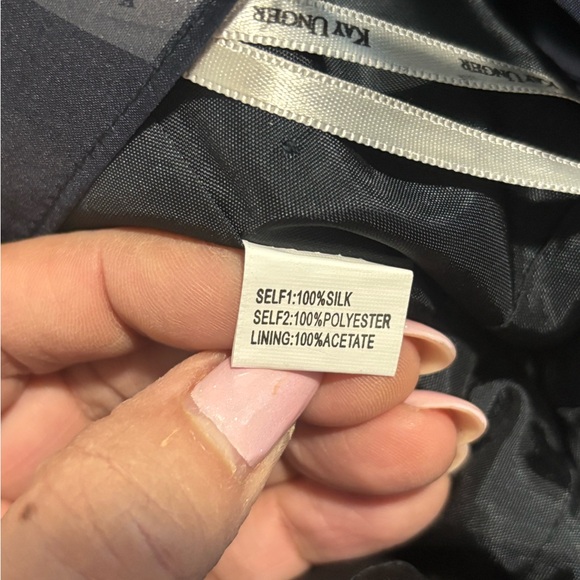 KAY UNGER
KAY UNGER
SELF1:100%SILK
SELF2:100%POLYESTER
LINING:100%ACETATE